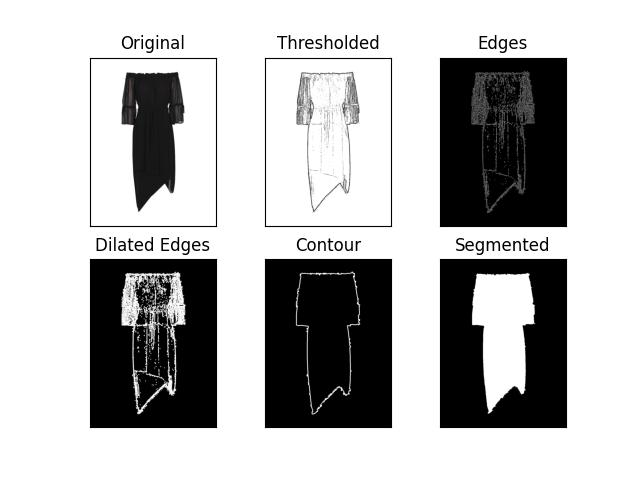 Original
Thresholded
Edges
Dilated Edges
Contour
Segmented